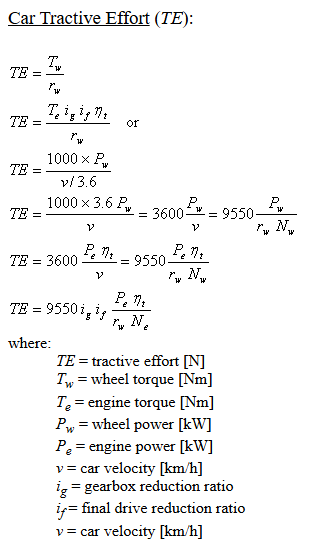 Car Tractive Effort (TE):
TE = T_w / r_w
TE = T_e i_g i_f η_t / r_w or
TE = 1000 × P_w / v/3.6
TE = 1000 × 3.6 P_w / v = 3600 P_w / v = 9550 P_w / r_w N_w
TE = 3600 P_e η_t / v = 9550 P_e η_t / r_w N_w
TE = 9550 i_g i_f P_e η_t / r_w N_e
where:
TE = tractive effort [N]
T_w = wheel torque [Nm]
T_e = engine torque [Nm]
P_w = wheel power [kW]
P_e = engine power [kW]
v = car velocity [km/h]
i_g = gearbox reduction ratio
i_f = final drive reduction ratio
v = car velocity [km/h]